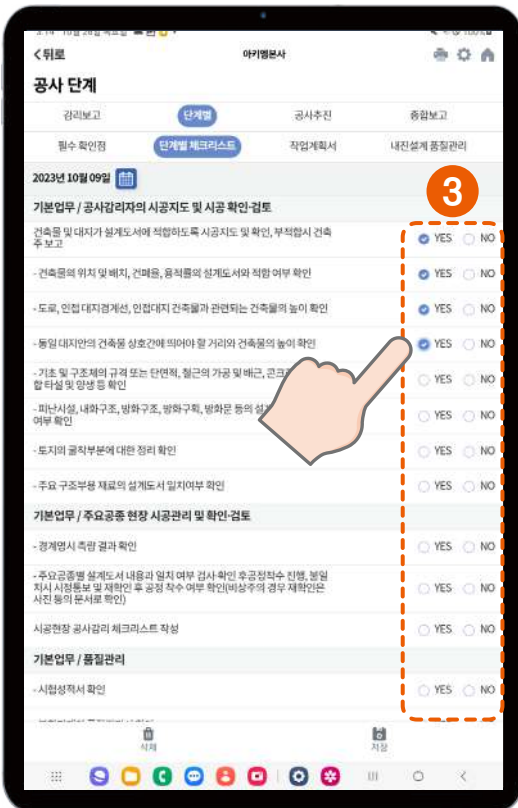 <뒤로
아키엠본사
공사 단계
감리보고
단계별
공사추진
종합보고
필수 확인점
단계별 체크리스트
작업계획서
내진설계 품질관리
2023년 10월 09일
3
기본업무 / 공사감리자의 시공지도 및 시공 확인·검토
건축물 및 대지가 설계도서에 적합하도록 시공지도 및 확인, 부적합시 건축
주 보고
YES NO
- 건축물의 위치 및 배치, 건폐율, 용적률의 설계도서와 적합 여부 확인
YES NO
- 도로, 인접 대지경계선, 인접대지 건축물과 관련되는 건축물의 높이 확인
YES NO
- 동일 대지안의 건축물 상호간에 띄어야 할 거리와 건축물의 높이 확인
YES NO
- 기초 및 구조체의 규격 또는 단면적, 철근의 가공 및 배근,
합 타설 및 양생 등 확인
YES NO
- 피난시설, 내화구조, 방화구조, 방화구획, 방화문 등의
여부 확인
YES NO
- 토지의 굴착부분에 대한 정리 확인
YES NO
- 주요 구조부용 재료의 설계도서 일치여부 확인
YES NO
기본업무 / 주요공종 현장 시공관리 및 확인·검토
- 경계명시 측량 결과 확인
YES NO
- 주요공종별 설계도서 내용과 일치 여부 검사·확인 후 공정착수 진행, 불일
치시 시정통보 및 재확인 후 공정 착수 여부 확인(비상주의 경우 재확인은
사진 등의 문서로 확인)
YES NO
시공현장 공사감리 체크리스트 작성
YES NO
기본업무 / 품질관리
- 시험성적서 확인
YES NO
삭제
저장